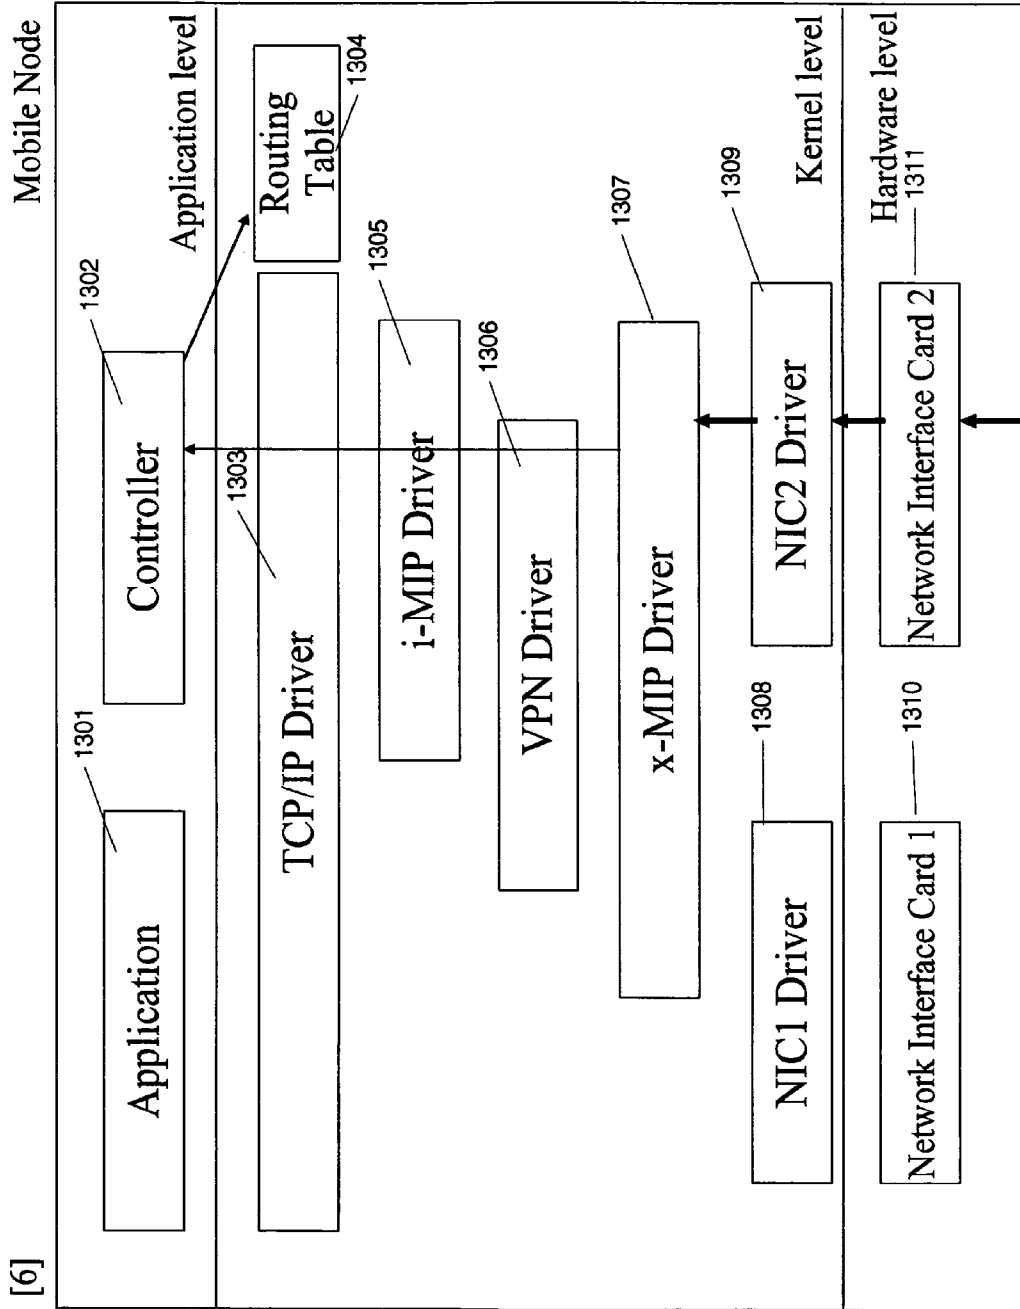 [6]
Mobile Node
Application level
1301
Application
1302
Controller
1303
TCP/IP Driver
1304
Routing
Table
1305
i-MIP Driver
1306
VPN Driver
1307
x-MIP Driver
1308
NIC1 Driver
1309
NIC2 Driver
Kernel level
Hardware level
1310
Network Interface Card 1
1311
Network Interface Card 2